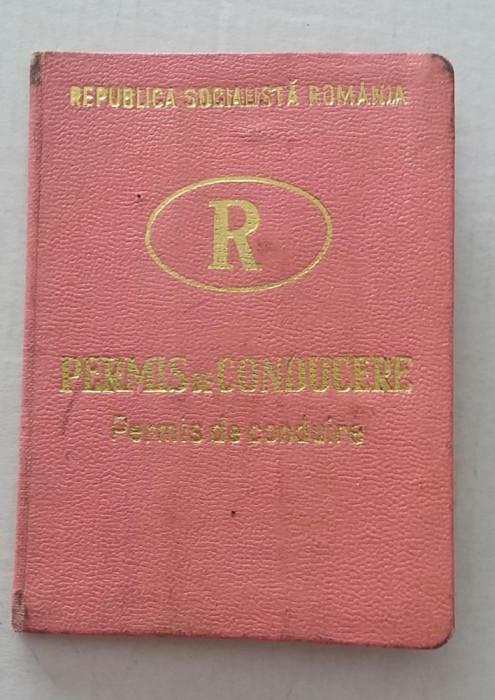 REPUBLICA SOCIALISTĂ ROMÂNIA
R
PERMIS DE CONDUCERE
Permis de conduire